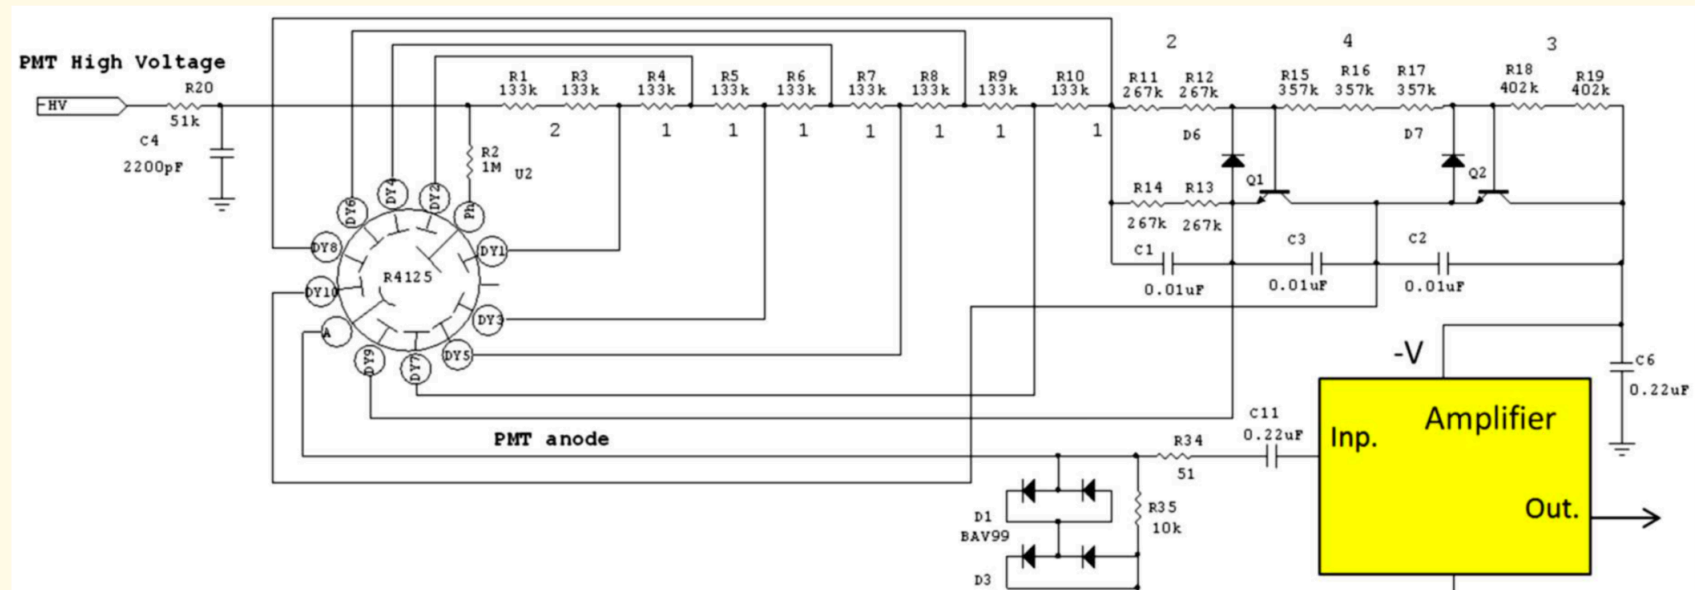 PMT High Voltage
-HV
R20
51k
C4
2200pF
R1
133k
R3
133k
R4
133k
R5
133k
R6
133k
R7
133k
R8
133k
R9
133k
R10
133k
2
1
1
1
1
1
1
1
2
4
3
R11
267k
R12
267k
R15
357k
R16
357k
R17
357k
R18
402k
R19
402k
R2
1M
U2
D6
D7
Q1
Q2
R14
267k
R13
267k
C1
0.01uF
C3
0.01uF
C2
0.01uF
DY6
DY4
DY2
Ph
DY8
DY1
R4125
DY10
DY3
A
DY9
DY7
DY5
PMT anode
-V
C6
0.22uF
C11
0.22uF
R34
51
D1
BAV99
R35
10k
D3
Inp.
Amplifier
Out.